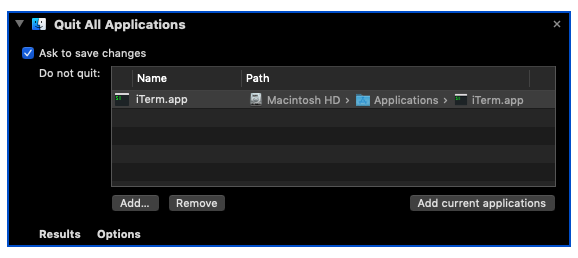 Quit All Applications
Ask to save changes
Do not quit:
Name Path
iTerm.app Macintosh HD › Applications › iTerm.app
Add... Remove Add current applications
Results Options